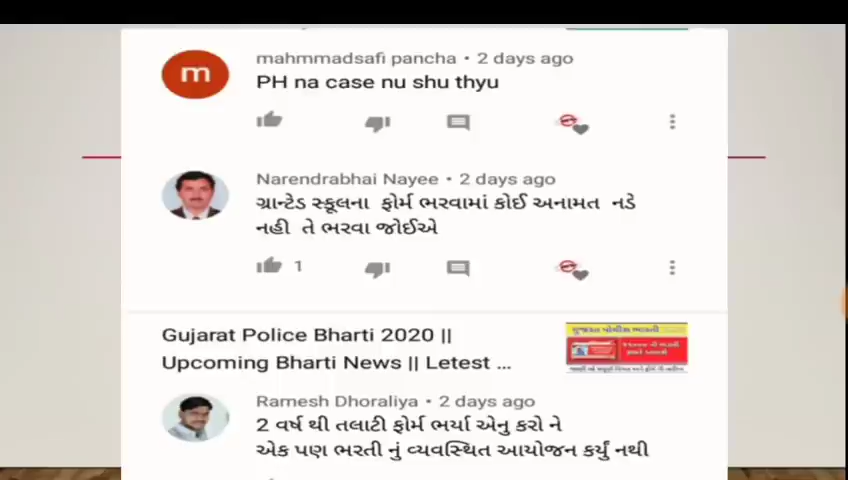 mahmmadsafi pancha • 2 days ago
m
PH na case nu shu thyu
Narendrabhai Nayee • 2 days ago
ગ્રાન્ટેડ સ્કૂલના ફોર્મ ભરવામાં કોઈ અનામત નડે
નહી તે ભરવા જોઈએ
1
Gujarat Police Bharti 2020 ||
Upcoming Bharti News || Letest ...
ગુજરાત પોલીસ ભરતી
Ramesh Dhoraliya • 2 days ago
2 વર્ષ થી તલાટી ફોર્મ ભર્યા એનુ કરો ને
એક પણ ભરતી નું વ્યવસ્થિત આયોજન કર્યું નથી